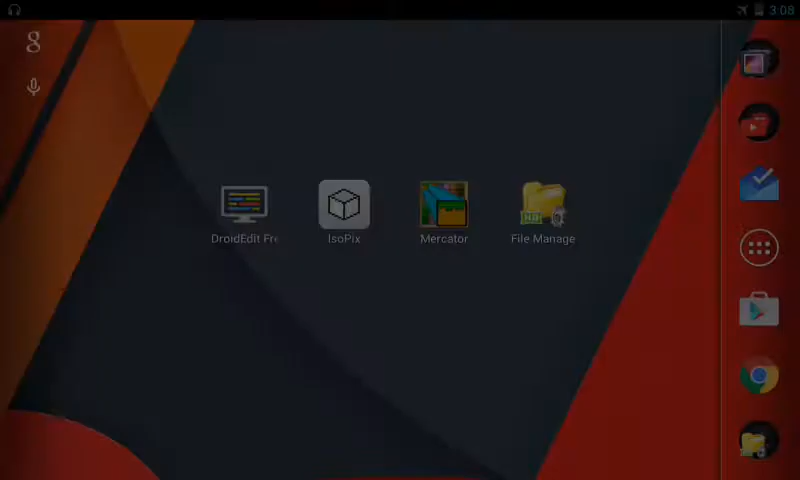 3:08
g
DroidEdit Fre
IsoPix
Mercator
File Manage